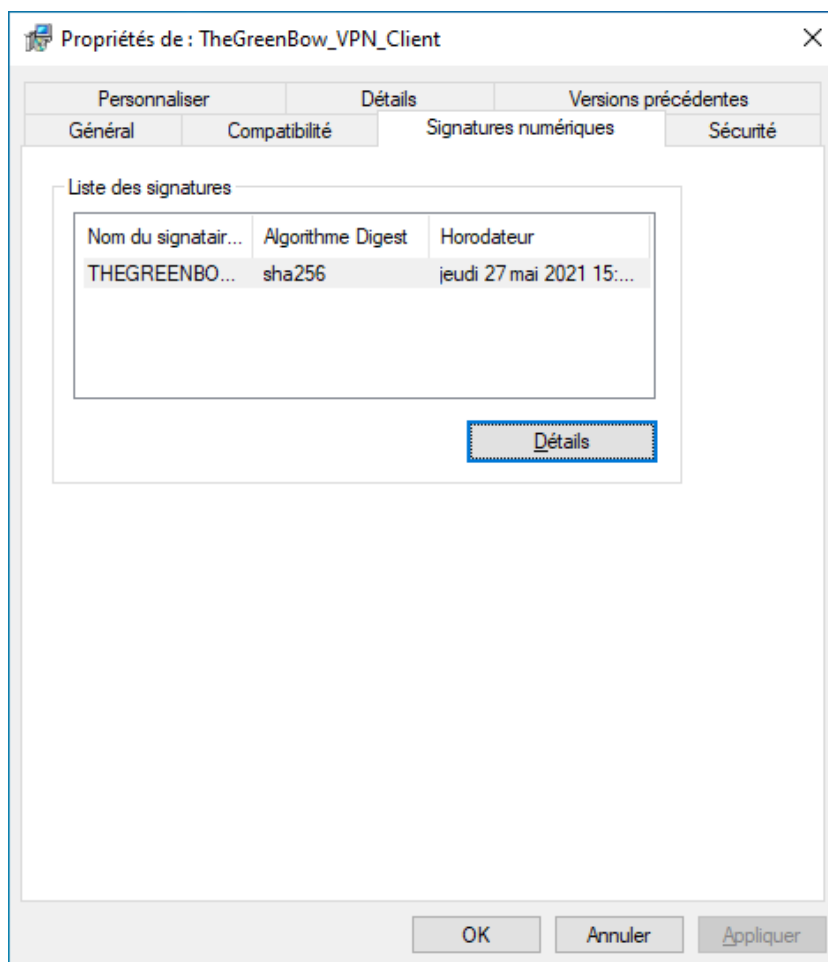 Propriétés de : TheGreenBow_VPN_Client
Personnaliser Détails Versions précédentes
Général Compatibilité Signatures numériques Sécurité
Liste des signatures
Nom du signatair... Algorithme Digest Horodateur
THEGREENBO... sha256 jeudi 27 mai 2021 15:...
Détails
OK Annuler Appliquer